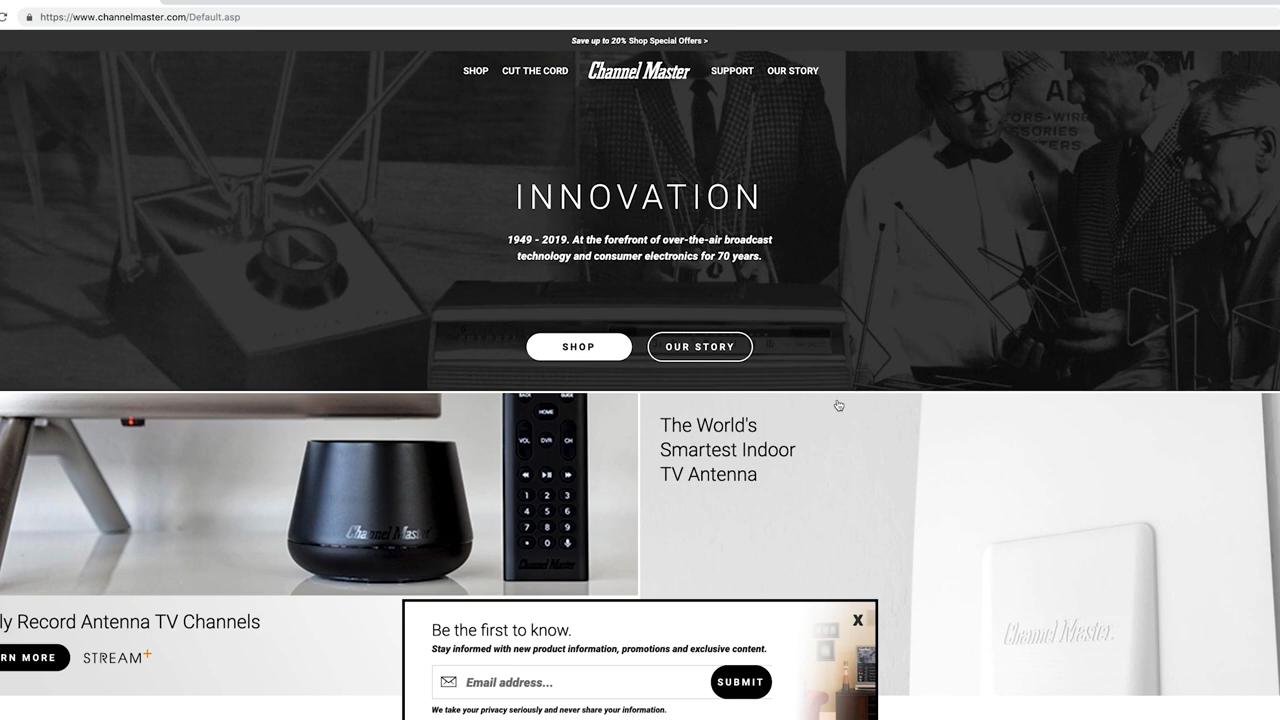 https://www.channelmaster.com/Default.asp
Save up to 20% Shop Special Offers >
SHOP CUT THE CORD Channel Master SUPPORT OUR STORY
INNOVATION
1949 - 2019. At the forefront of over-the-air broadcast
technology and consumer electronics for 70 years.
SHOP OUR STORY
BACK GUIDE
HOME
VOL DVR CH
1 2 3
4 5 6
7 8 9
0
Channel Master
Channel Master
The World's
Smartest Indoor
TV Antenna
Channel Master
ly Record Antenna TV Channels
RN MORE STREAM+
Be the first to know. X
Stay informed with new product information, promotions and exclusive content.
Email address... SUBMIT
We take your privacy seriously and never share your information.